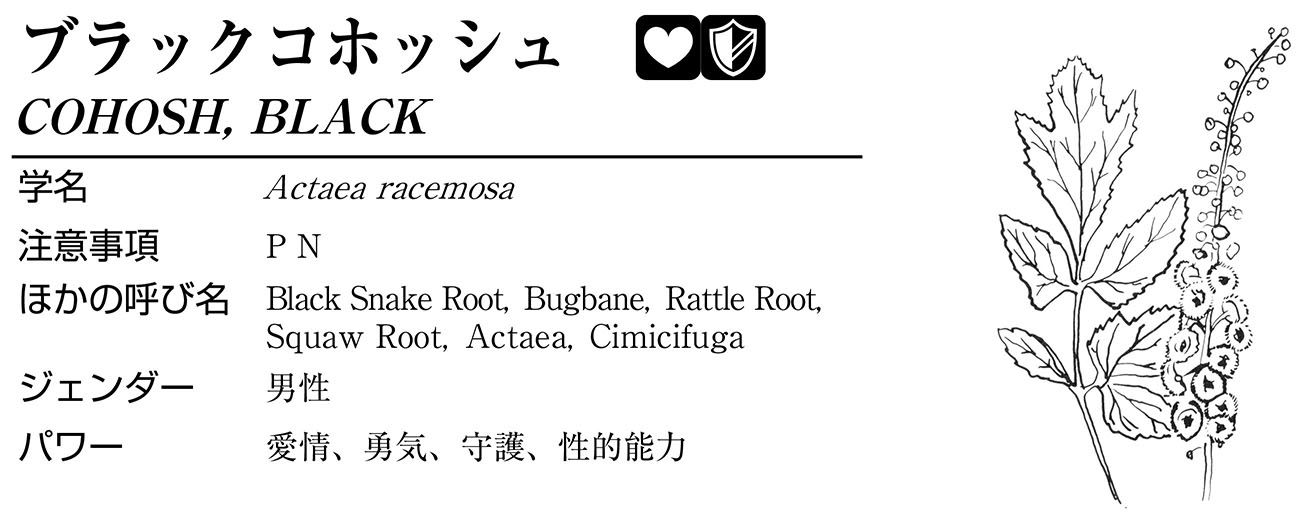 ブラックコホッシュ
COHOSH, BLACK
学名 Actaea racemosa
注意事項 P N
ほかの呼び名 Black Snake Root, Bugbane, Rattle Root,
Squaw Root, Actaea, Cimicifuga
ジェンダー 男性
パワー 愛情、勇気、守護、性的能力